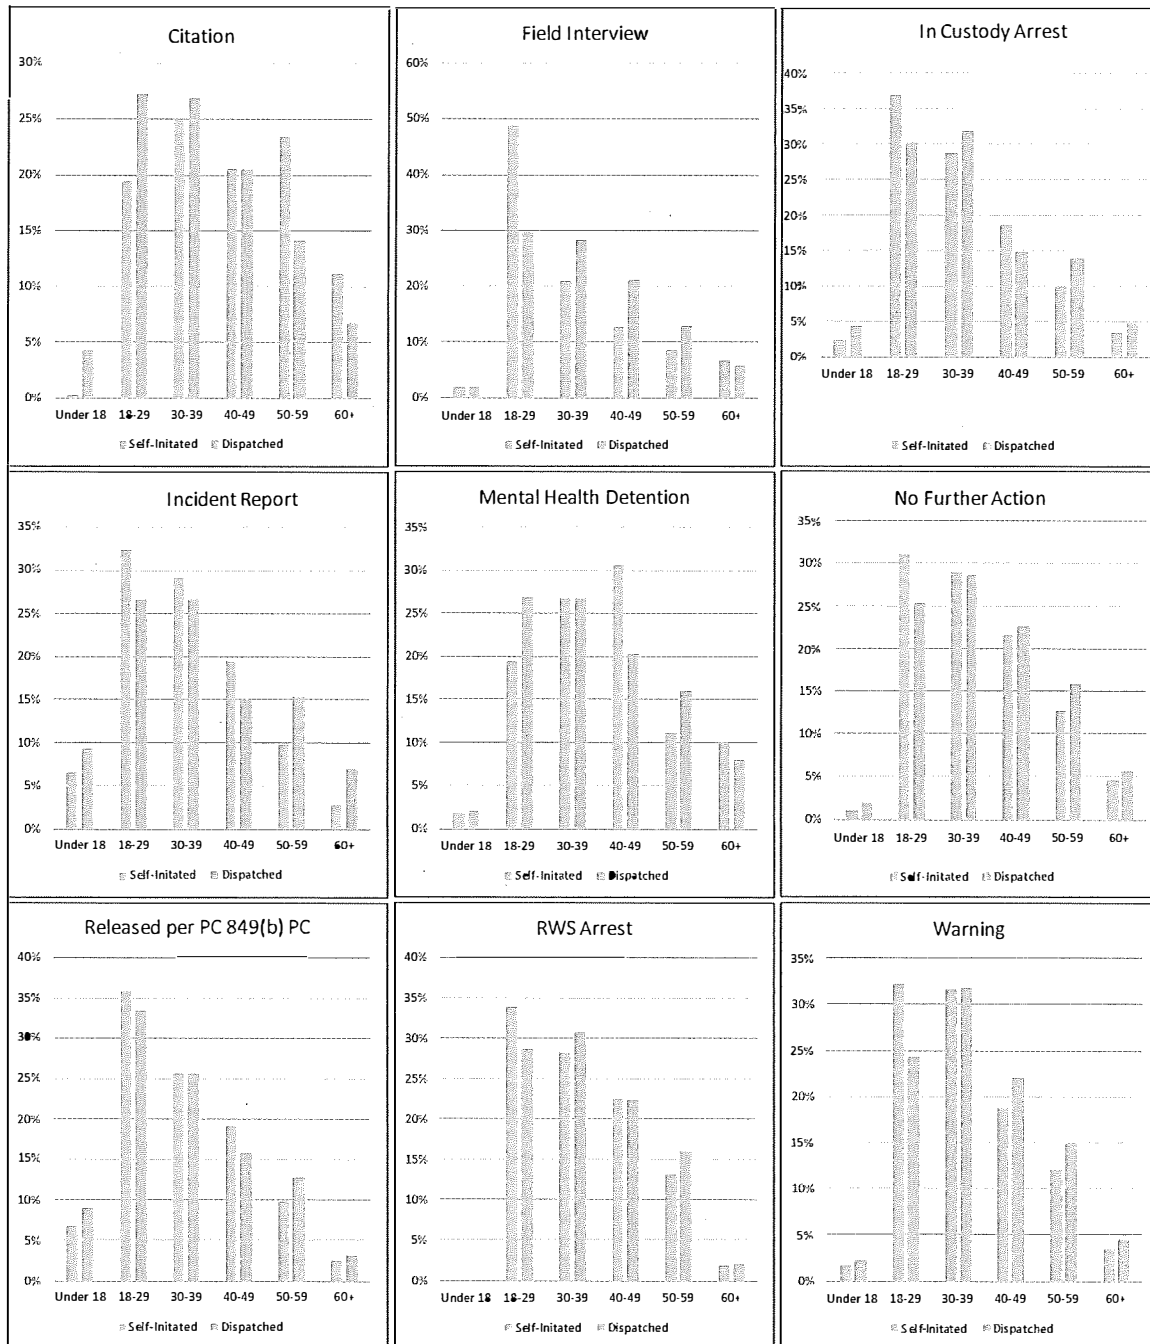 Citation
30%
25%
20%
15%
10%
5%
0%
Under 18 18-29 30-39 40-49 50-59 60+
Self-Initated Dispatched
Field Interview
60%
50%
40%
30%
20%
10%
0%
Under 18 18-29 30-39 40-49 50-59 60+
Self-Initated Dispatched
In Custody Arrest
40%
35%
30%
25%
20%
15%
10%
5%
0%
Under 18 18-29 30-39 40-49 50-59 60+
Self-Initated Dispatched
Incident Report
35%
30%
25%
20%
15%
10%
5%
0%
Under 18 18-29 30-39 40-49 50-59 60+
Self-Initated Dispatched
Mental Health Detention
35%
30%
25%
20%
15%
10%
5%
0%
Under 18 18-29 30-39 40-49 50-59 60+
Self-Initated Dispatched
No Further Action
35%
30%
25%
20%
15%
10%
5%
0%
Under 18 18-29 30-39 40-49 50-59 60+
Self-Initated Dispatched
Released per PC 849(b) PC
40%
35%
30%
25%
20%
15%
10%
5%
0%
Under 18 18-29 30-39 40-49 50-59 60+
Self-Initated Dispatched
RWS Arrest
40%
35%
30%
25%
20%
15%
10%
5%
0%
Under 18 18-29 30-39 40-49 50-59 60+
Self-Initated Dispatched
Warning
35%
30%
25%
20%
15%
10%
5%
0%
Under 18 18-29 30-39 40-49 50-59 60+
Self-Initated Dispatched